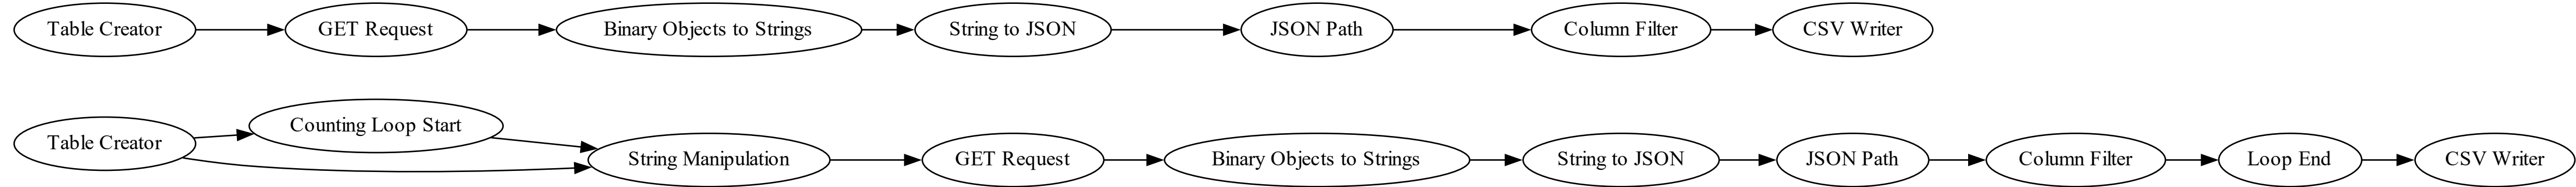 Table Creator
GET Request
Binary Objects to Strings
String to JSON
JSON Path
Column Filter
CSV Writer
Table Creator
Counting Loop Start
String Manipulation
GET Request
Binary Objects to Strings
String to JSON
JSON Path
Column Filter
Loop End
CSV Writer